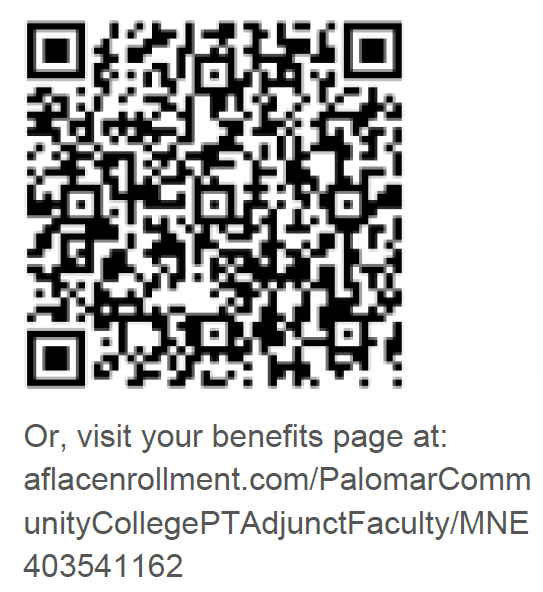 Or, visit your benefits page at:
aflacenrollment.com/PalomarComm
unityCollegePTAdjunctFaculty/MNE
403541162